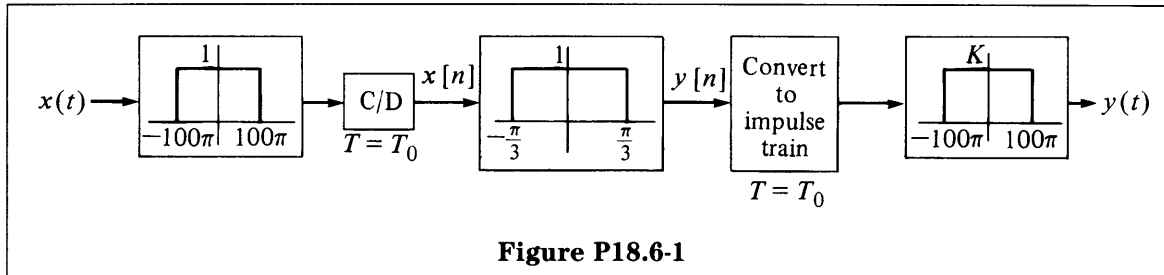 x(t)
1
−100π 100π
C/D
T = T₀
x[n]
1
−π/3 π/3
y[n]
Convert
to
impulse
train
T = T₀
K
−100π 100π
y(t)
Figure P18.6-1